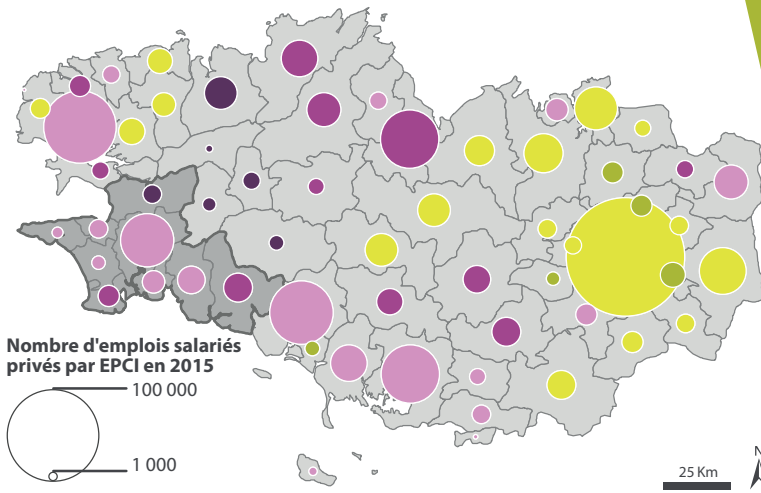 Nombre d'emplois salariés
privés par EPCI en 2015
100 000
1 000
25 Km
N